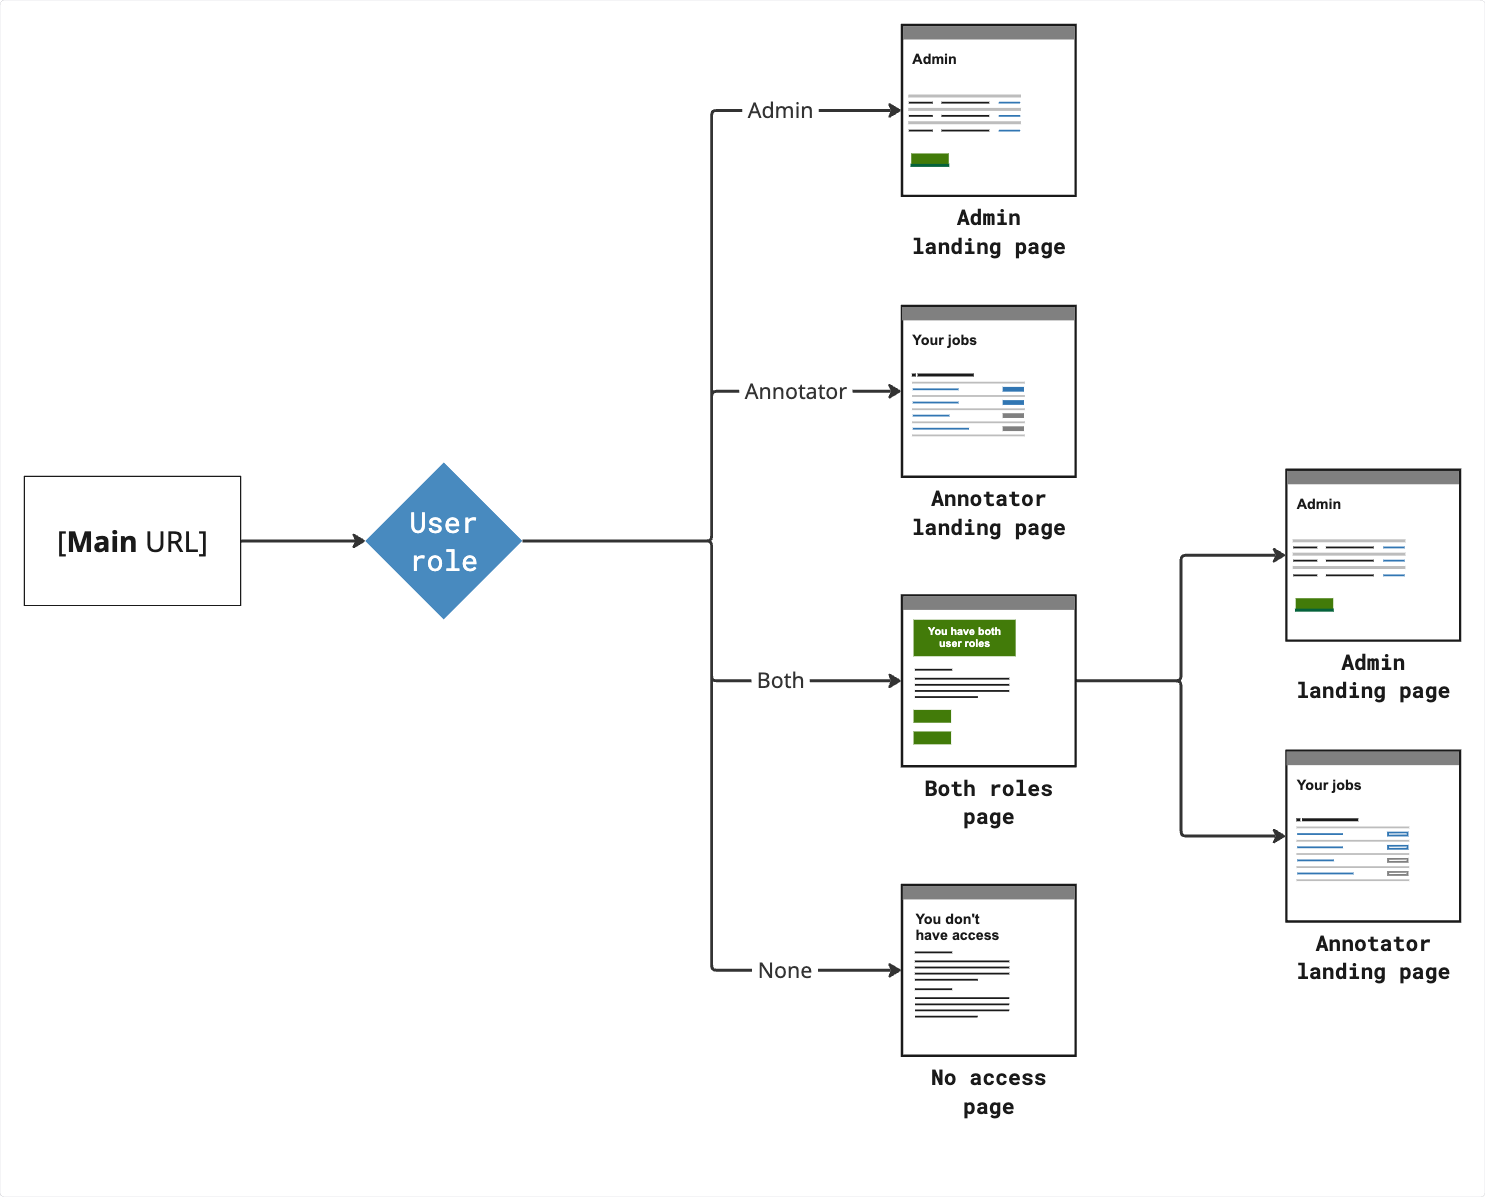 [Main URL]
User
role
Admin
Admin
Admin
landing page
Annotator
Your jobs
Annotator
landing page
Both
You have both
user roles
Both roles
page
Admin
Admin
landing page
Your jobs
Annotator
landing page
None
You don't
have access
No access
page